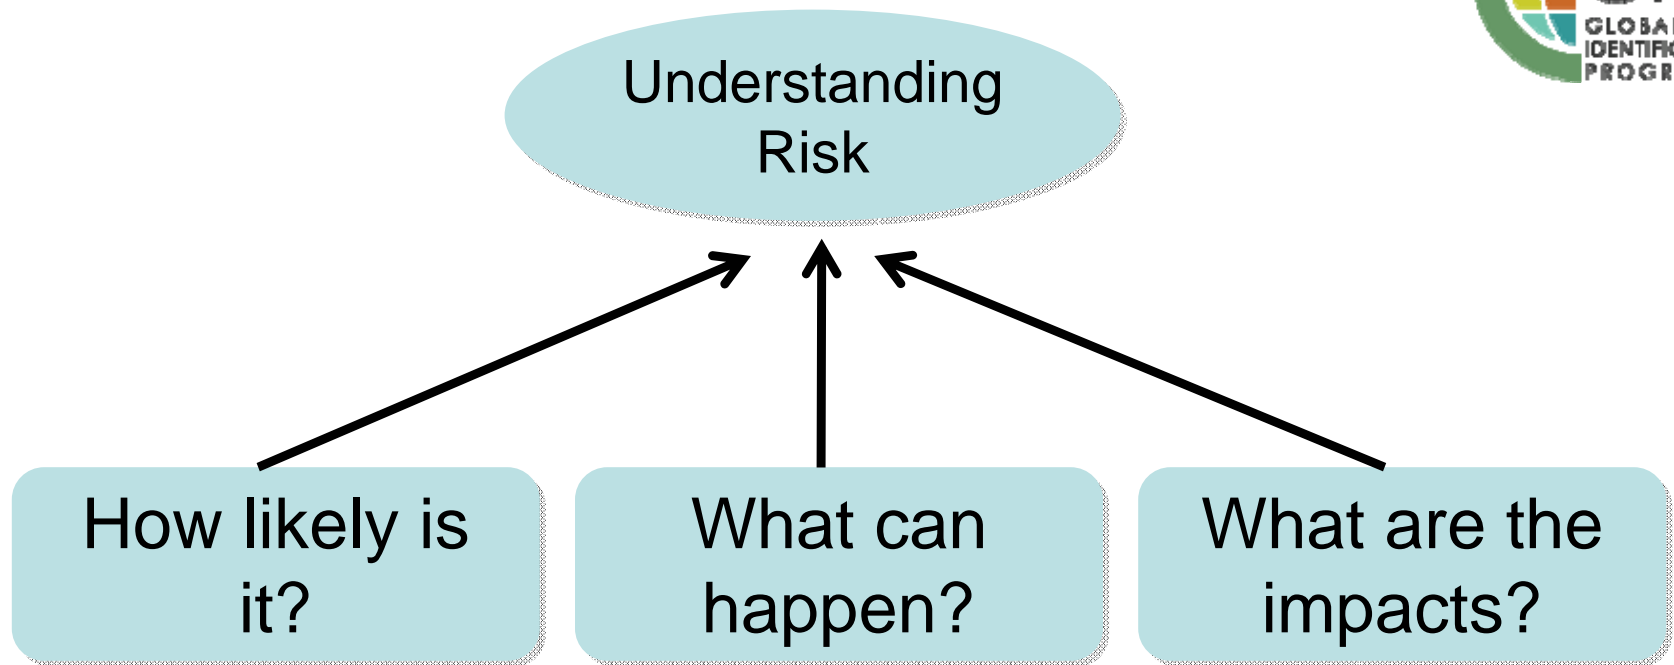 Understanding
Risk
How likely is
it?
What can
happen?
What are the
impacts?